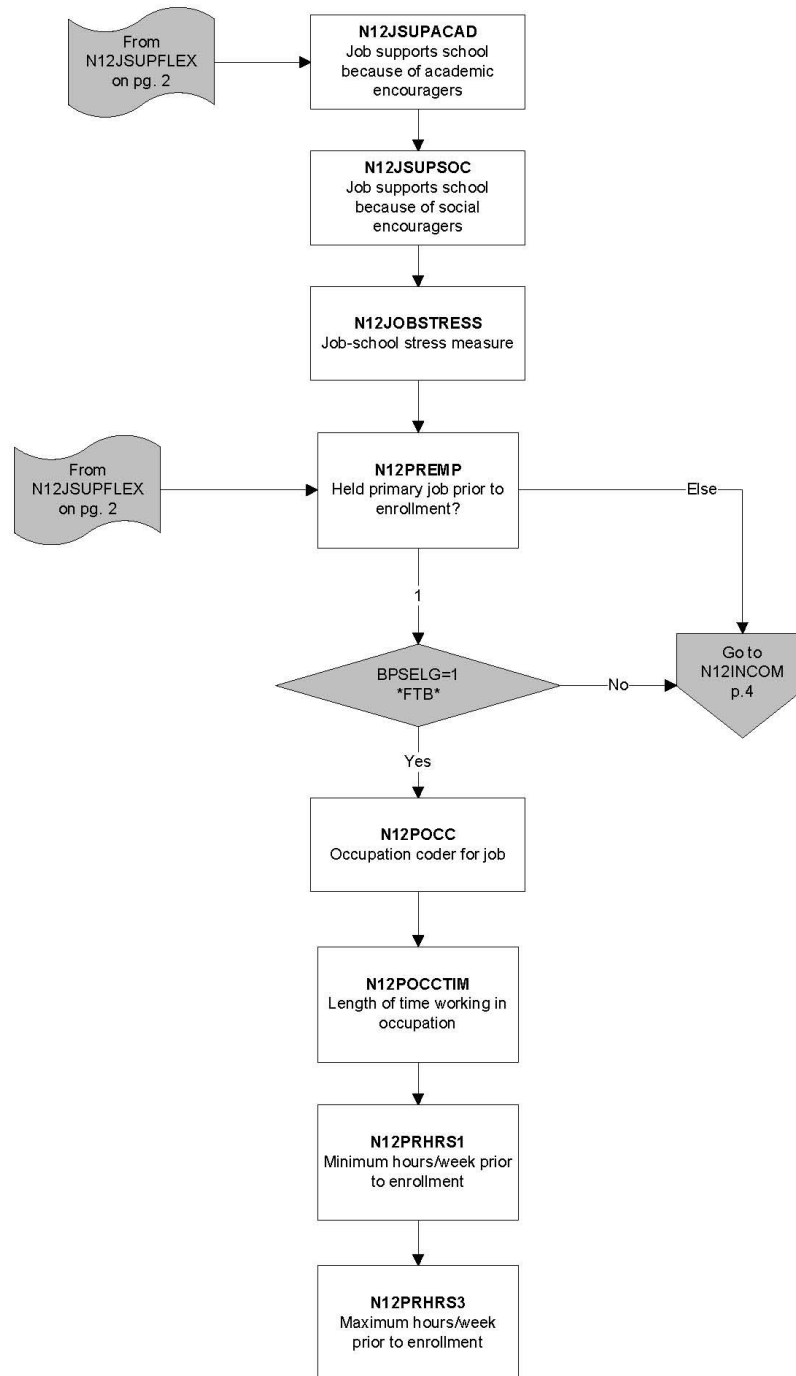 From
N12JSUPFLEX
on pg. 2
N12JSUPACAD
Job supports school
because of academic
encouragers
N12JSUPSOC
Job supports school
because of social
encouragers
N12JOBSTRESS
Job-school stress measure
From
N12JSUPFLEX
on pg. 2
N12PREMP
Held primary job prior to
enrollment?
Else
1
BPSELG=1
*FTB*
No
Go to
N12INCOM
p.4
Yes
N12POCC
Occupation coder for job
N12POCCTIM
Length of time working in
occupation
N12PRHRS1
Minimum hours/week prior
to enrollment
N12PRHRS3
Maximum hours/week
prior to enrollment